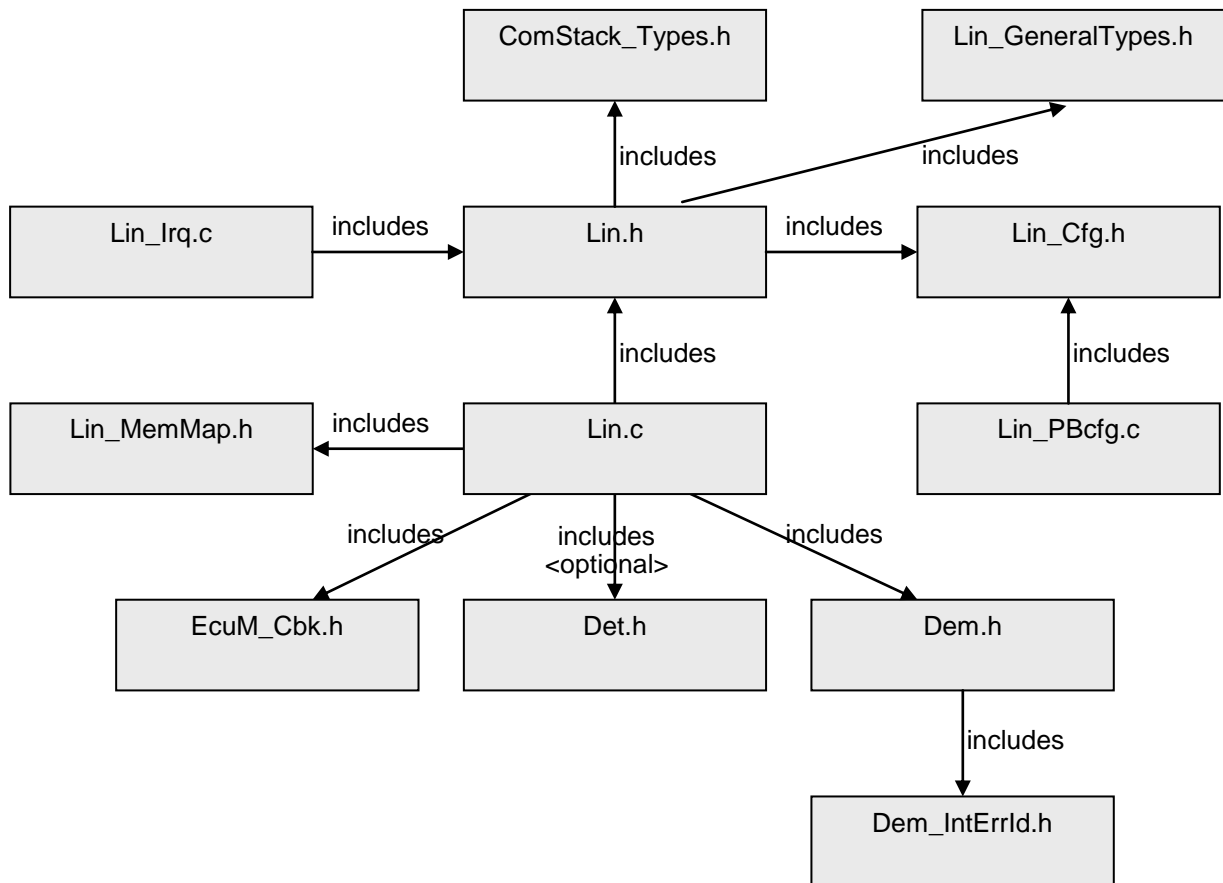 ComStack_Types.h
Lin_GeneralTypes.h
includes
includes
Lin_Irq.c
includes
Lin.h
includes
Lin_Cfg.h
includes
includes
Lin_MemMap.h
includes
Lin.c
Lin_PBcfg.c
includes
includes
<optional>
includes
EcuM_Cbk.h
Det.h
Dem.h
includes
Dem_IntErrId.h